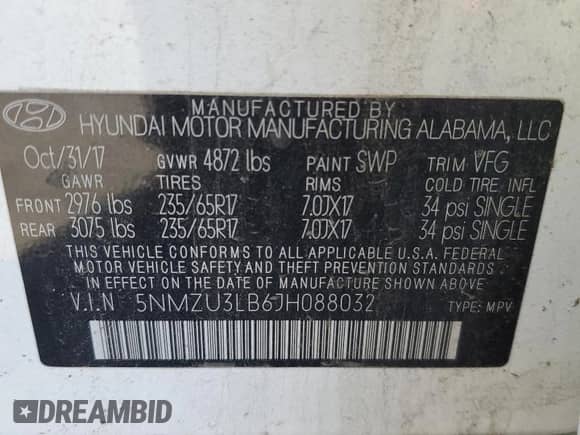 MANUFACTURED BY
HYUNDAI MOTOR MANUFACTURING ALABAMA, LLC
Oct/31/17 GVWR 4872 lbs PAINT SWP TRIM VFG
GAWR TIRES RIMS COLD TIRE. INFL
FRONT 2976 lbs 235/65R17 7.0JX17 34 psi SINGLE
REAR 3075 lbs 235/65R17 7.0JX17 34 psi SINGLE
THIS VEHICLE CONFORMS TO ALL APPLICABLE U.S.A. FEDERAL
MOTOR VEHICLE SAFETY AND THEFT PREVENTION STANDARDS
IN EFFECT ON THE DATE OF MANUFACTURE SHOWN ABOVE.
V.I.N 5NMZU3LB6JH088032 TYPE: MPV
DREAMBID